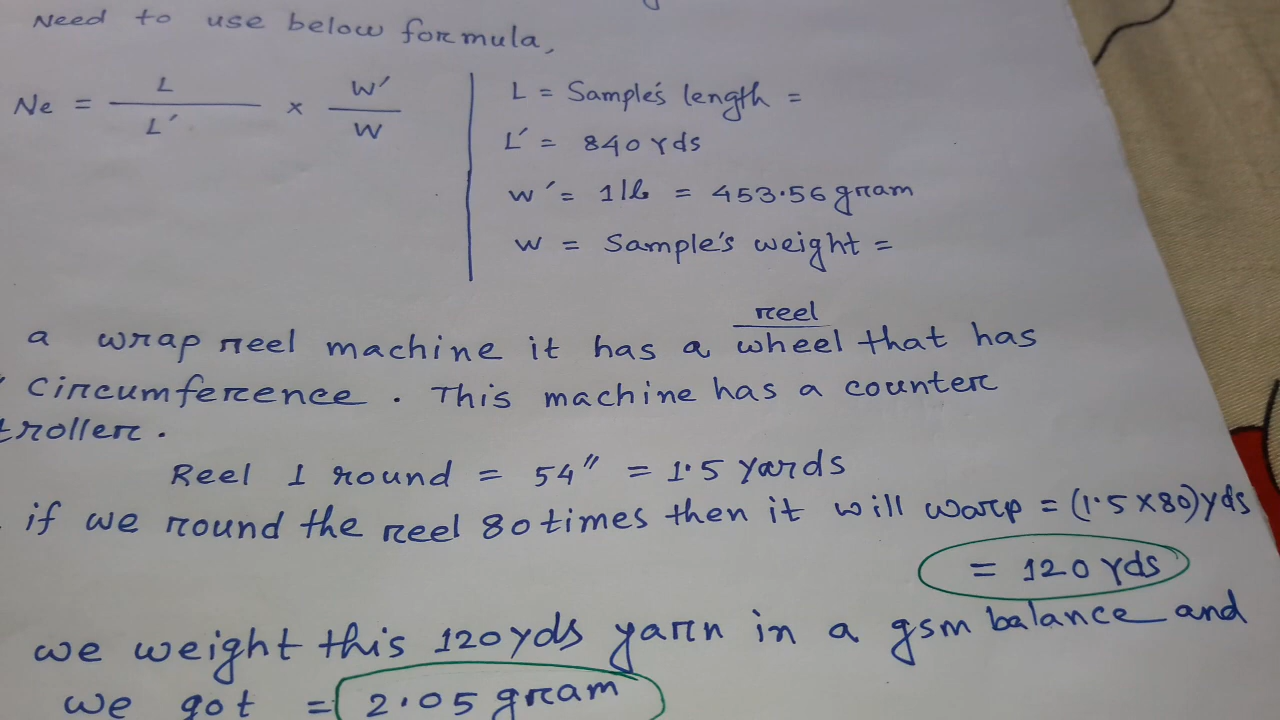 Need to use below formula,
Ne = L / L' × W' / W
L = Sample's length =
L' = 840 Yds
W' = 1 lb = 453.56 gram
W = Sample's weight =
reel
a wrap reel machine it has a wheel that has
circumference. This machine has a counter
troller.
Reel 1 round = 54" = 1.5 Yards
if we round the reel 80 times then it will warp = (1.5 × 80) yds
= 120 Yds
we weight this 120 yds yarn in a gsm balance and
we got = 2.05 gram